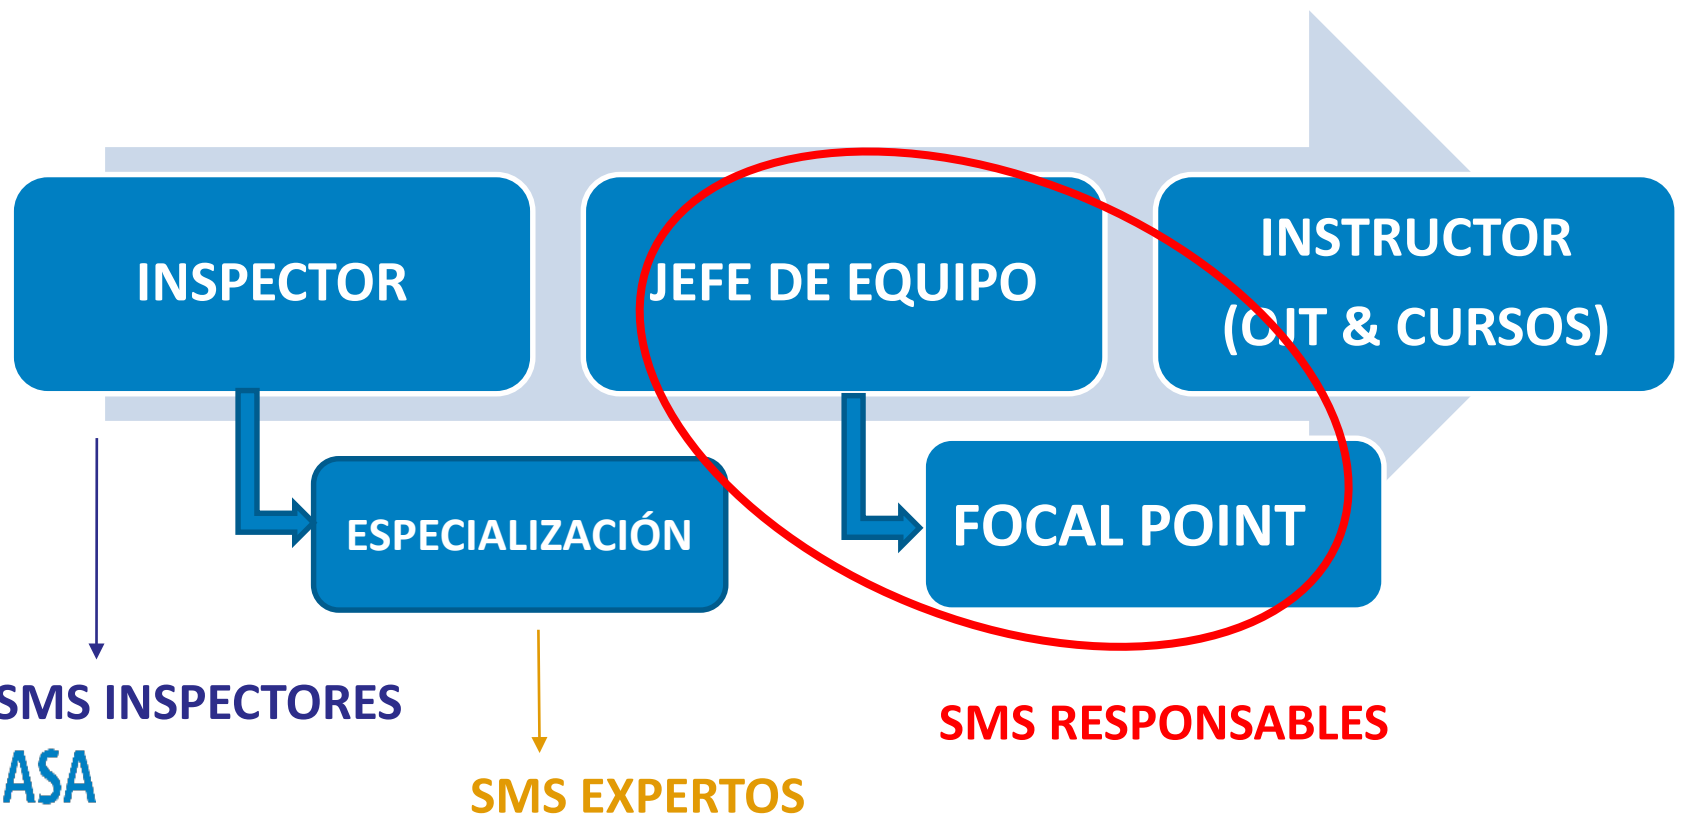 INSPECTOR
JEFE DE EQUIPO
INSTRUCTOR
(OJT & CURSOS)
ESPECIALIZACIÓN
FOCAL POINT
SMS INSPECTORES
SMS RESPONSABLES
ASA
SMS EXPERTOS